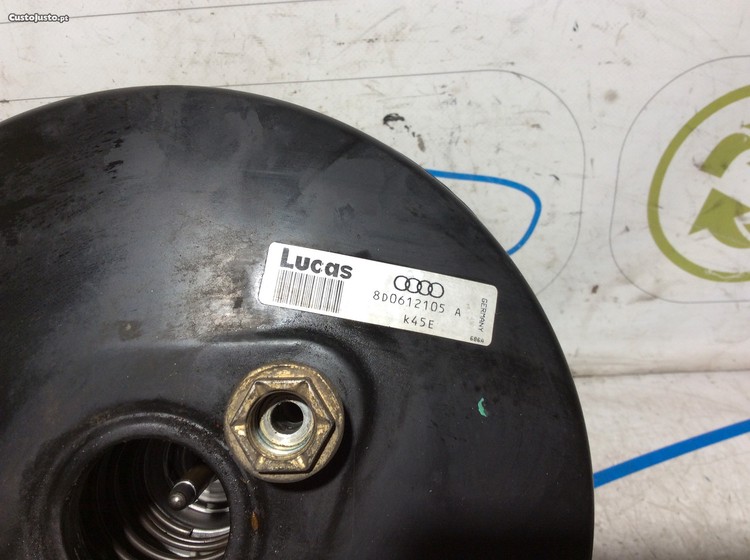 CustoJusto.pt
Lucas
8D0612105 A
K45E
GERMANY